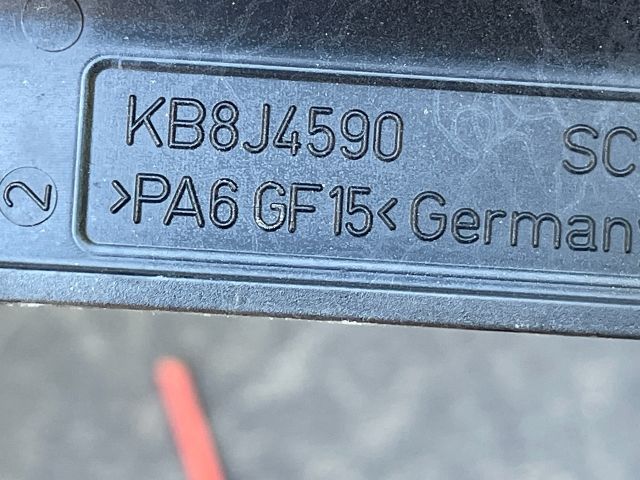 KB8J4590 SC
>PA6 GF15< German
2